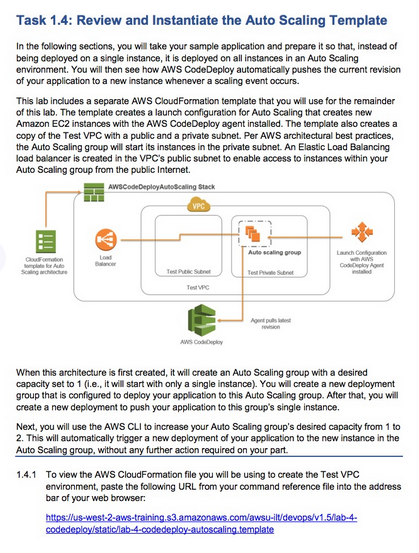 Task 1.4: Review and Instantiate the Auto Scaling Template
In the following sections, you will take your sample application and prepare it so that, instead of
being deployed on a single instance, it is deployed on all instances in an Auto Scaling
environment. You will then see how AWS CodeDeploy automatically pushes the current revision
of your application to a new instance whenever a scaling event occurs.
This lab includes a separate AWS CloudFormation template that you will use for the remainder
of this lab. The template creates a launch configuration for Auto Scaling that creates new
Amazon EC2 instances with the AWS CodeDeploy agent installed. The template also creates a
copy of the Test VPC with a public and a private subnet. Per AWS architectural best practices,
the Auto Scaling group will start its instances in the private subnet. An Elastic Load Balancing
load balancer is created in the VPC's public subnet to enable access to instances within your
Auto Scaling group from the public Internet.
AWSCodeDeployAutoScaling Stack
VPC
CloudFormation
template for Auto
Scaling architecture
Load
Balancer
Auto scaling group
Launch Configuration
with AWS
CodeDeploy Agent
installed
Test Public Subnet
Test Private Subnet
Test VPC
Agent pulls latest
revision
AWS CodeDeploy
When this architecture is first created, it will create an Auto Scaling group with a desired
capacity set to 1 (i.e., it will start with only a single instance). You will create a new deployment
group that is configured to deploy your application to this Auto Scaling group. After that, you will
create a new deployment to push your application to this group's single instance.
Next, you will use the AWS CLI to increase your Auto Scaling group's desired capacity from 1 to
2. This will automatically trigger a new deployment of your application to the new instance in the
Auto Scaling group, without any further action required on your part.
1.4.1 To view the AWS CloudFormation file you will be using to create the Test VPC
environment, paste the following URL from your command reference file into the address
bar of your web browser:
https://us-west-2-aws-training.s3.amazonaws.com/awsu-ilt/devops/v1.5/lab-4-
codedeploy/static/lab-4-codedeploy-autoscaling.template